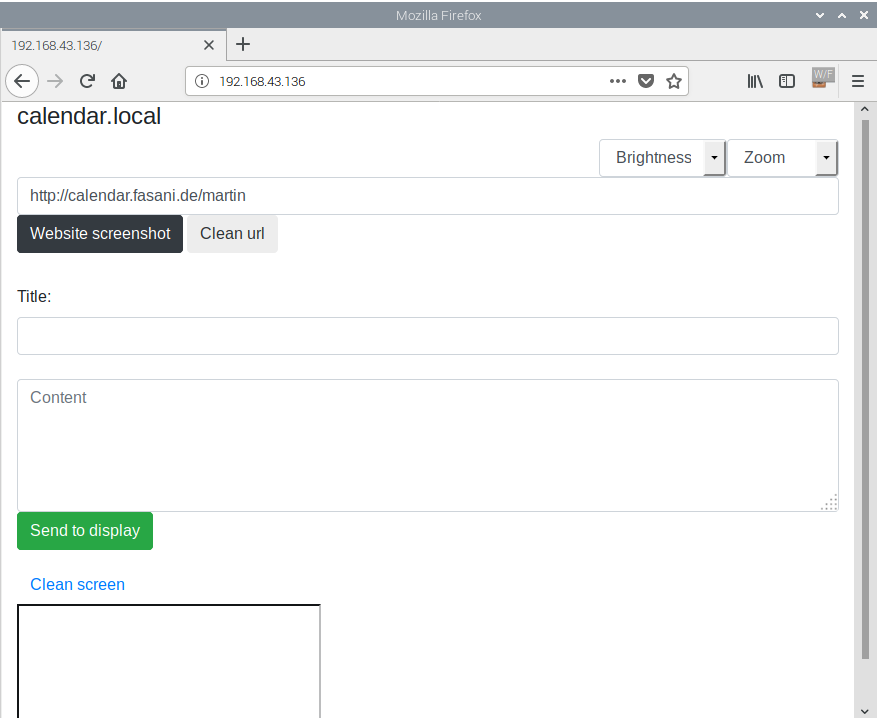 Mozilla Firefox
192.168.43.136/
192.168.43.136
W/F
calendar.local
Brightness Zoom
http://calendar.fasani.de/martin
Website screenshot Clean url
Title:
Content
Send to display
Clean screen